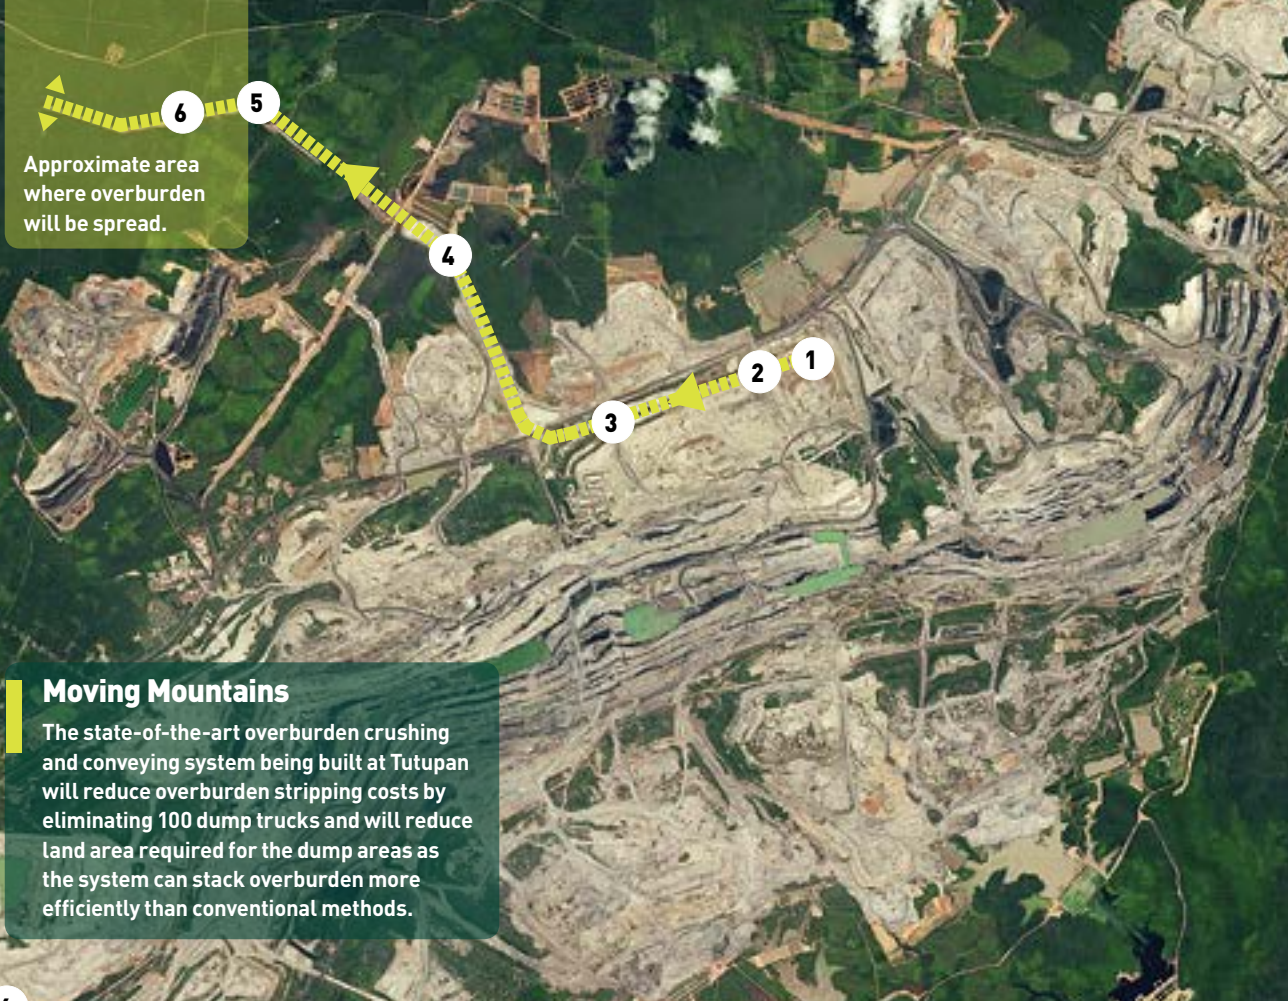 6
5
Approximate area
where overburden
will be spread.
4
1
2
3
Moving Mountains
The state-of-the-art overburden crushing
and conveying system being built at Tutupan
will reduce overburden stripping costs by
eliminating 100 dump trucks and will reduce
land area required for the dump areas as
the system can stack overburden more
efficiently than conventional methods.